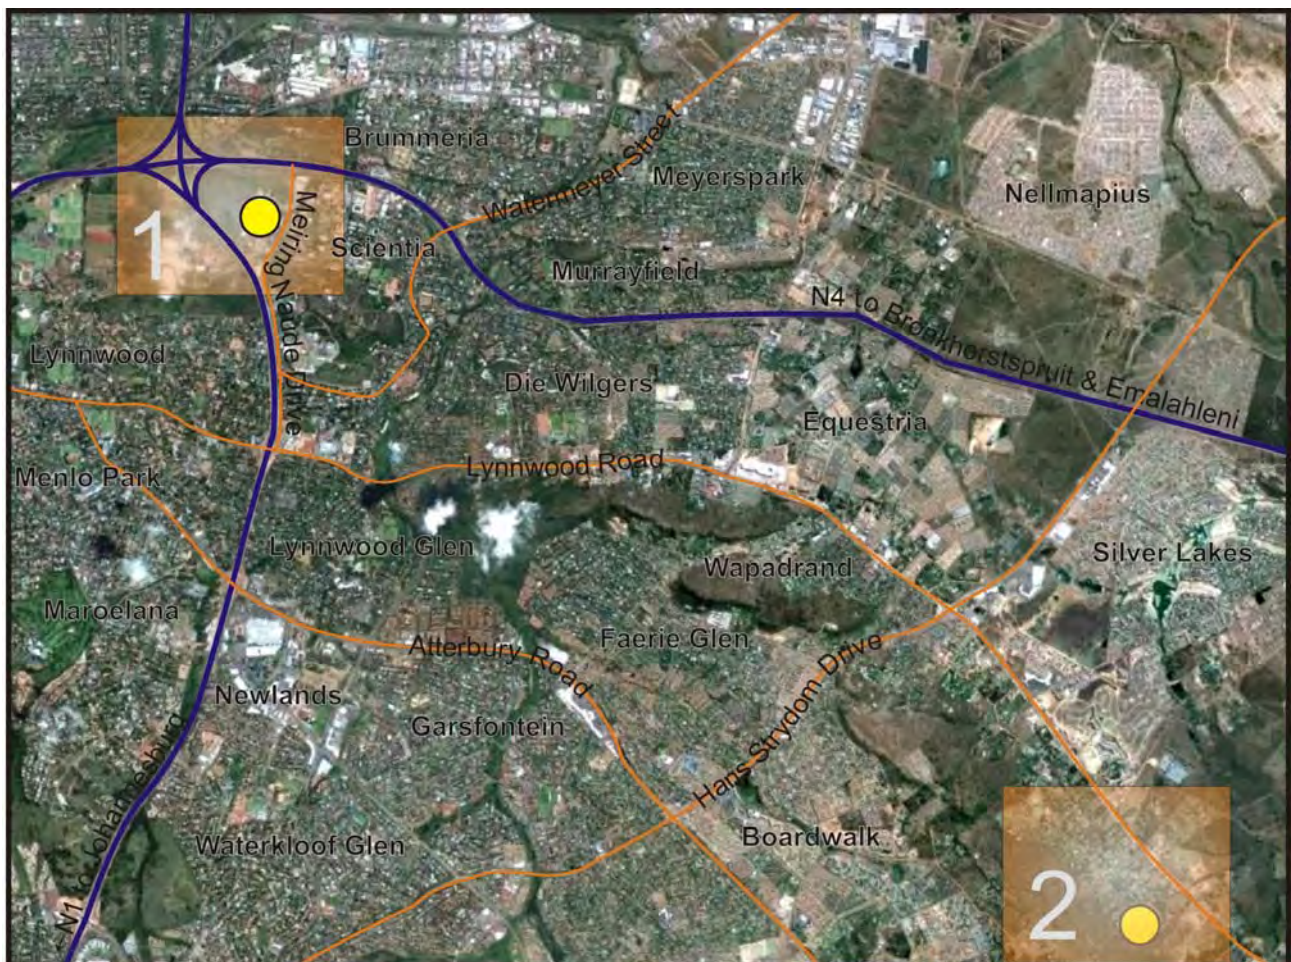 Brummeria
Watermeyer Street
Meyerspark
Nellmapius
1
Meiring Naude Drive
Scientia
Murrayfield
N4 to Bronkhorstspruit & Emalahleni
Lynnwood
Die Wilgers
Equestria
Menlo Park
Lynnwood Road
Lynnwood Glen
Wapadrand
Silver Lakes
Maroelana
Atterbury Road
Faerie Glen
Hans Strydom Drive
Newlands
Garsfontein
N1 to Johannesburg
Waterkloof Glen
Boardwalk
2